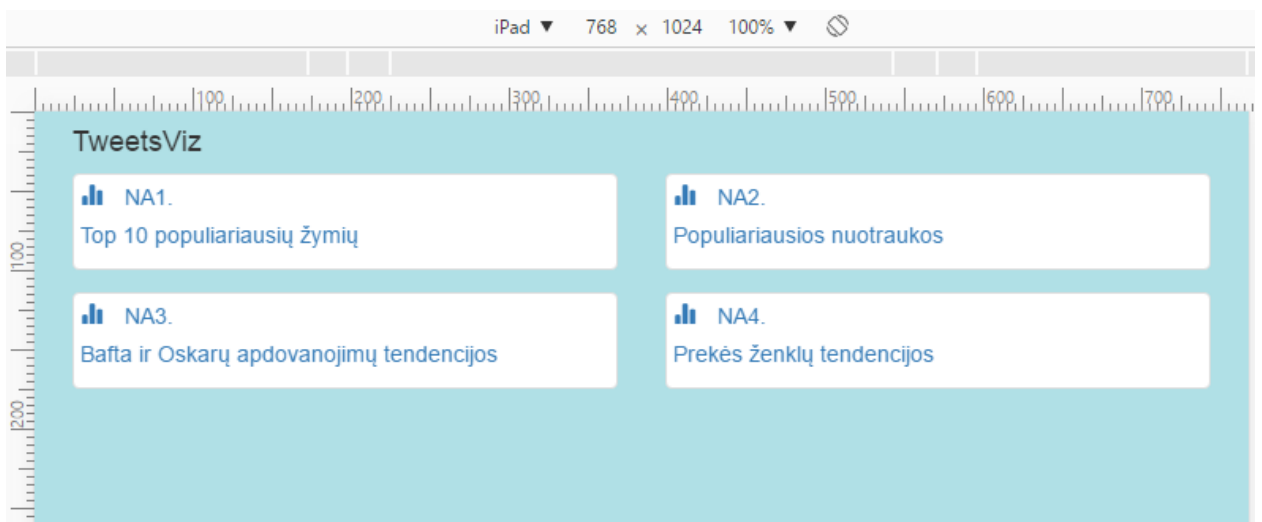 iPad ▼ 768 × 1024 100% ▼
100 200 300 400 500 600 700
TweetsViz
NA1. NA2.
Top 10 populiariausių žymių Populiariausios nuotraukos
100
NA3. NA4.
Bafta ir Oskarų apdovanojimų tendencijos Prekės ženklų tendencijos
200